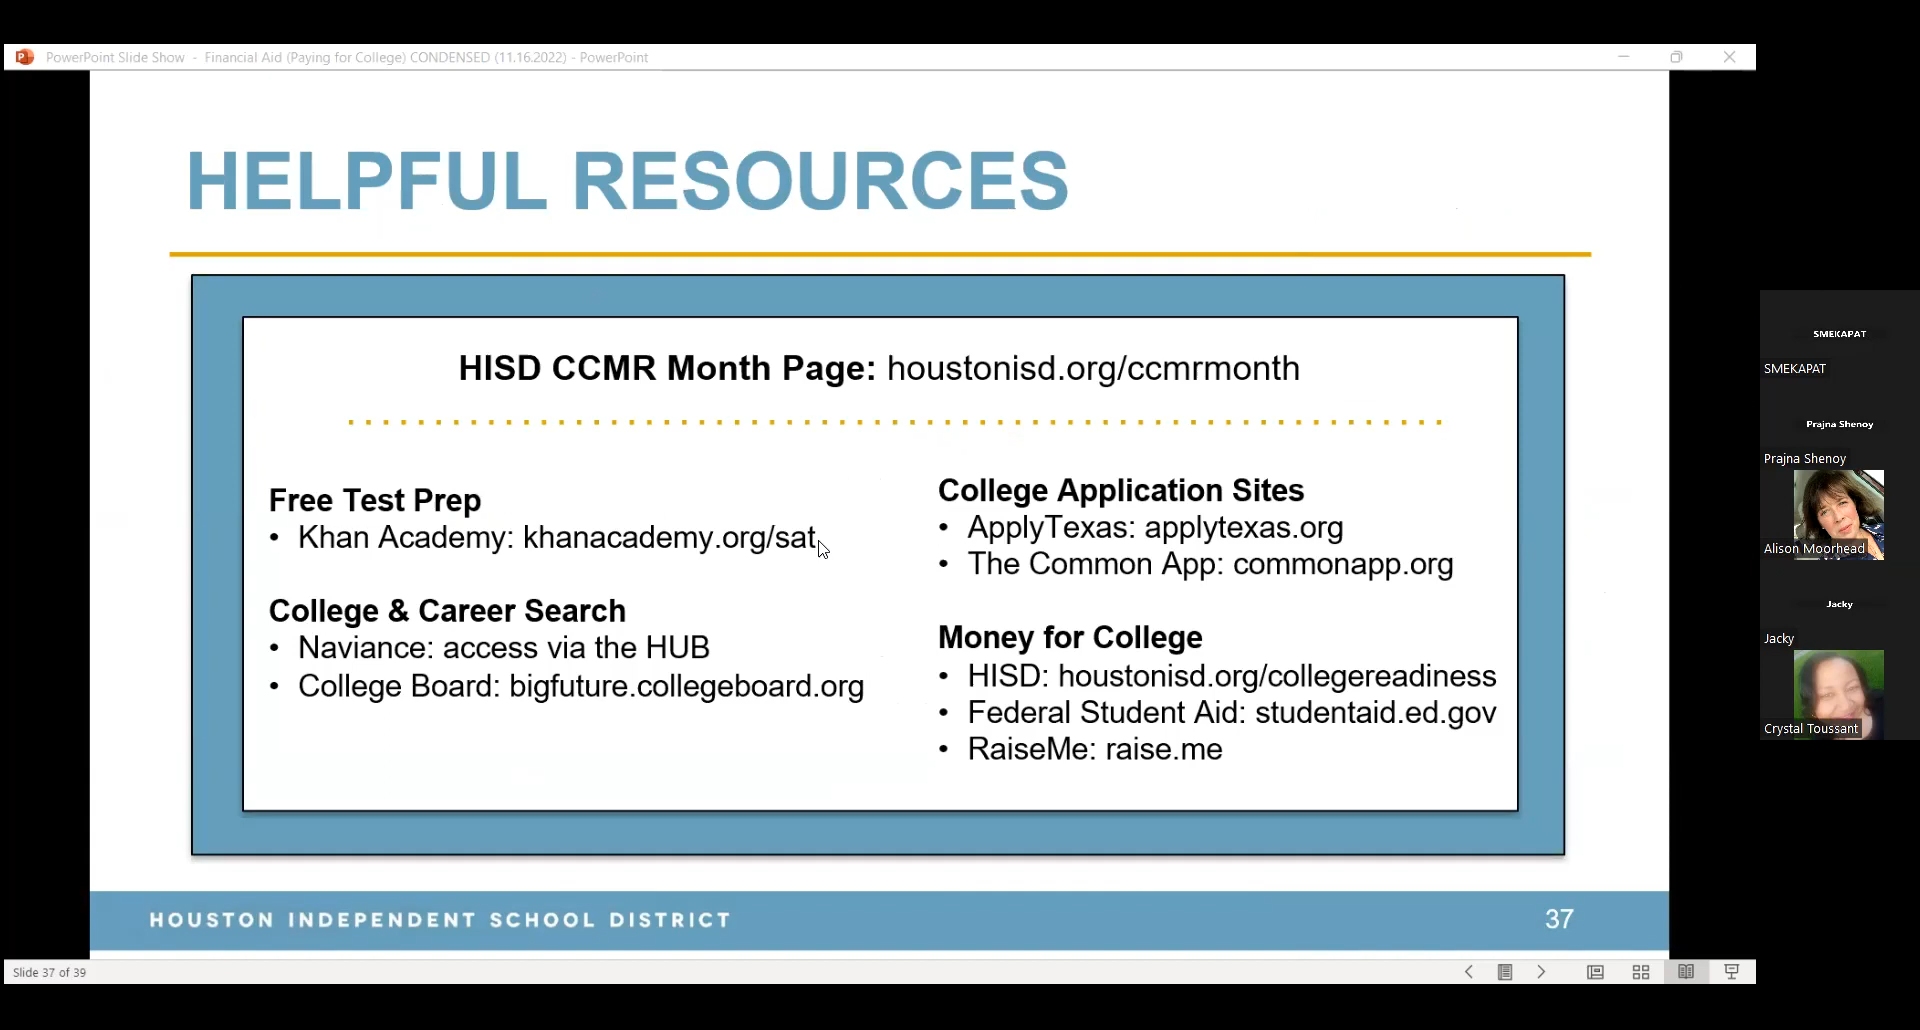 PowerPoint Slide Show - Financial Aid (Paying for College) CONDENSED (11.16.2022) - PowerPoint
HELPFUL RESOURCES
HISD CCMR Month Page: houstonisd.org/ccmrmonth
Free Test Prep
• Khan Academy: khanacademy.org/sat
College & Career Search
• Naviance: access via the HUB
• College Board: bigfuture.collegeboard.org
College Application Sites
• ApplyTexas: applytexas.org
• The Common App: commonapp.org
Money for College
• HISD: houstonisd.org/collegereadiness
• Federal Student Aid: studentaid.ed.gov
• RaiseMe: raise.me
HOUSTON INDEPENDENT SCHOOL DISTRICT
37
Slide 37 of 39
SMEKAPAT
SMEKAPAT
Prajna Shenoy
Prajna Shenoy
Alison Moorhead
Jacky
Jacky
Crystal Toussant